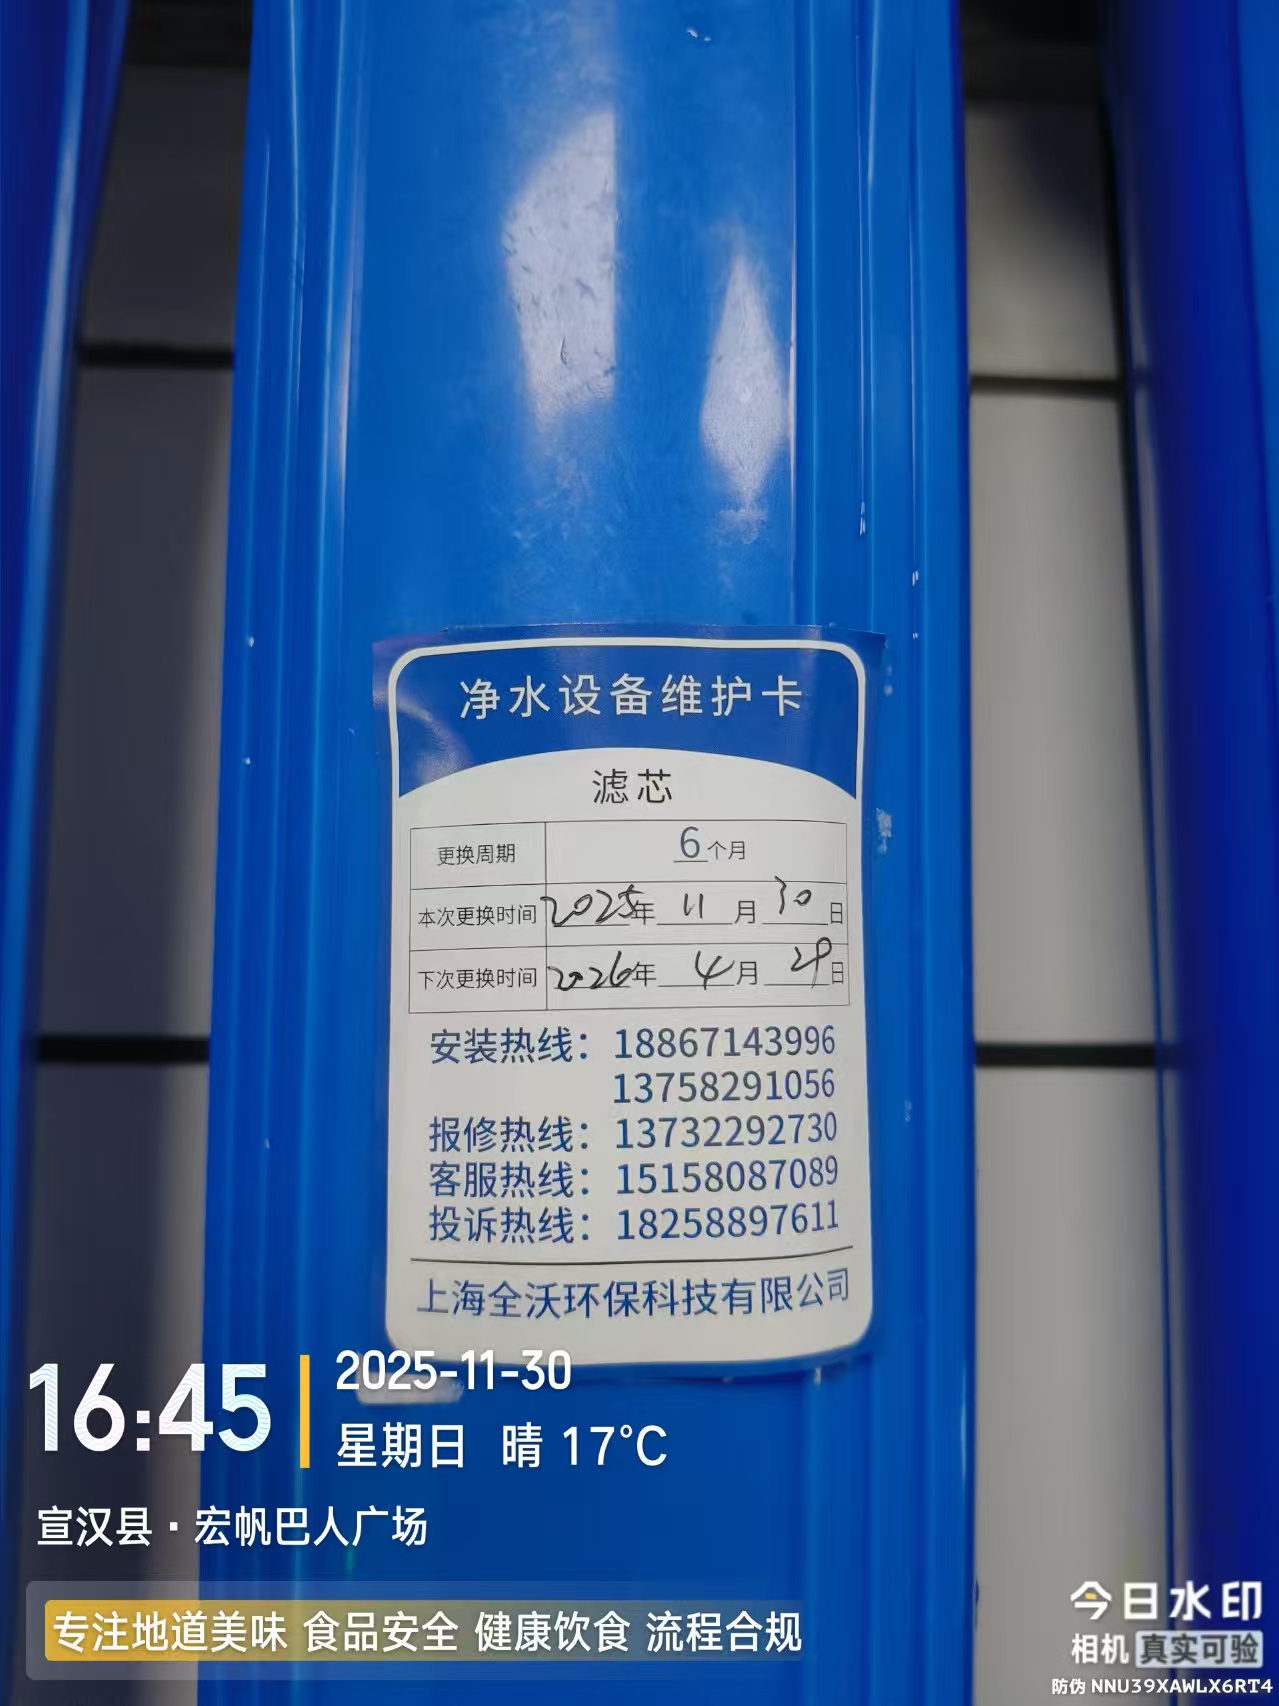 净水设备维护卡
滤芯
更换周期 6个月
本次更换时间 2025年 11月 30日
下次更换时间 2026年 4月 29日
安装热线：18867143996
13758291056
报修热线：13732292730
客服热线：15158087089
投诉热线：18258897611
上海全沃环保科技有限公司
16:45
2025-11-30
星期日 晴 17°C
宣汉县·宏帆巴人广场
专注地道美味 食品安全 健康饮食 流程合规
今日水印
相机 真实可验
防伪 NNU39XAWLX6RT4